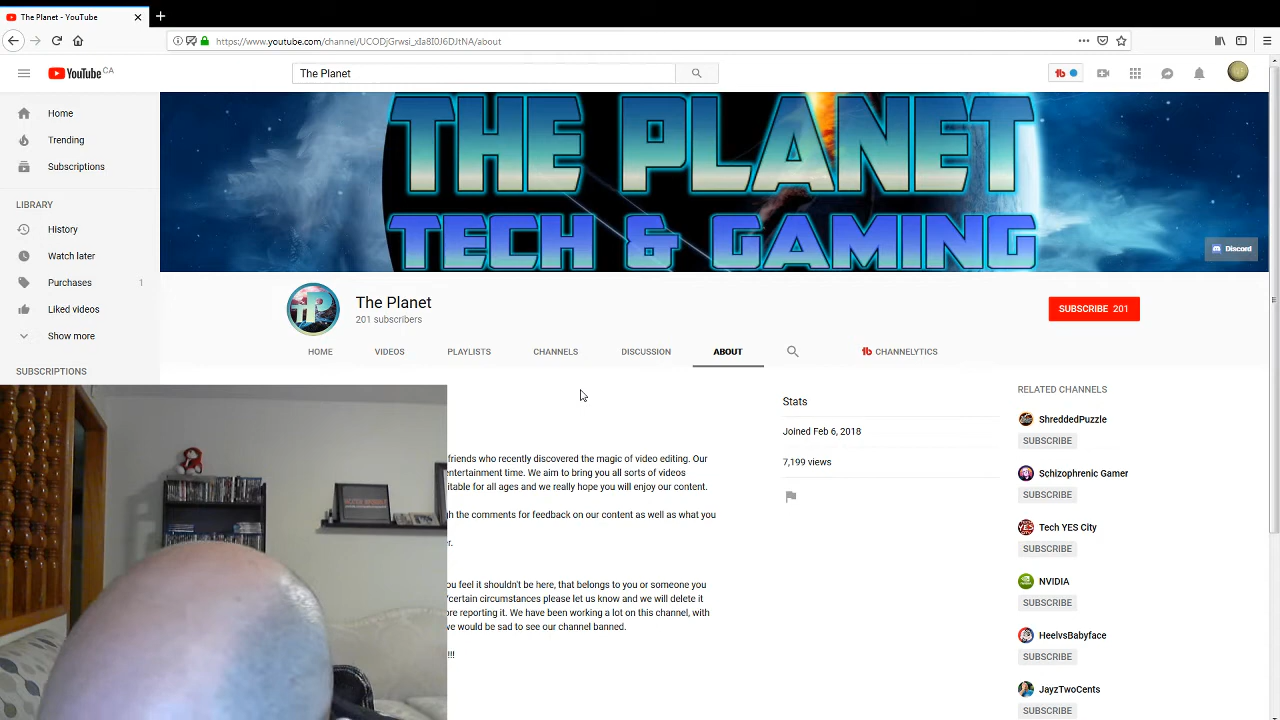 The Planet - YouTube
https://www.youtube.com/channel/UCODjGrwsi_xIa8I0J6DJtNA/about
YouTube CA
The Planet
Home
Trending
Subscriptions
LIBRARY
History
Watch later
Purchases 1
Liked videos
Show more
SUBSCRIPTIONS
THE PLANET
TECH & GAMING
Discord
The Planet
201 subscribers
SUBSCRIBE 201
HOME VIDEOS PLAYLISTS CHANNELS DISCUSSION ABOUT CHANNELYTICS
friends who recently discovered the magic of video editing. Our
entertainment time. We aim to bring you all sorts of videos
itable for all ages and we really hope you will enjoy our content.
h the comments for feedback on our content as well as what you
r.
ou feel it shouldn't be here, that belongs to you or someone you
certain circumstances please let us know and we will delete it
ore reporting it. We have been working a lot on this channel, with
we would be sad to see our channel banned.
!!!
Stats
Joined Feb 6, 2018
7,199 views
RELATED CHANNELS
ShreddedPuzzle
SUBSCRIBE
Schizophrenic Gamer
SUBSCRIBE
Tech YES City
SUBSCRIBE
NVIDIA
SUBSCRIBE
HeelvsBabyface
SUBSCRIBE
JayzTwoCents
SUBSCRIBE